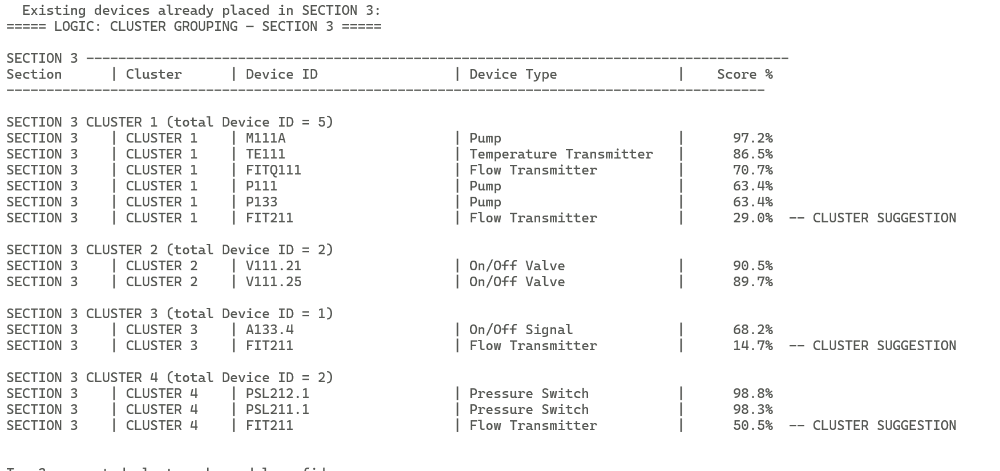 Existing devices already placed in SECTION 3:
===== LOGIC: CLUSTER GROUPING – SECTION 3 =====
SECTION 3 ----------------------------------------------------------------------------------------
Section | Cluster | Device ID | Device Type | Score %
-----------------------------------------------------------------------------------------------
SECTION 3 CLUSTER 1 (total Device ID = 5)
SECTION 3 | CLUSTER 1 | M111A | Pump | 97.2%
SECTION 3 | CLUSTER 1 | TE111 | Temperature Transmitter | 86.5%
SECTION 3 | CLUSTER 1 | FITQ111 | Flow Transmitter | 70.7%
SECTION 3 | CLUSTER 1 | P111 | Pump | 63.4%
SECTION 3 | CLUSTER 1 | P133 | Pump | 63.4%
SECTION 3 | CLUSTER 1 | FIT211 | Flow Transmitter | 29.0% -- CLUSTER SUGGESTION
SECTION 3 CLUSTER 2 (total Device ID = 2)
SECTION 3 | CLUSTER 2 | V111.21 | On/Off Valve | 90.5%
SECTION 3 | CLUSTER 2 | V111.25 | On/Off Valve | 89.7%
SECTION 3 CLUSTER 3 (total Device ID = 1)
SECTION 3 | CLUSTER 3 | A133.4 | On/Off Signal | 68.2%
SECTION 3 | CLUSTER 3 | FIT211 | Flow Transmitter | 14.7% -- CLUSTER SUGGESTION
SECTION 3 CLUSTER 4 (total Device ID = 2)
SECTION 3 | CLUSTER 4 | PSL212.1 | Pressure Switch | 98.8%
SECTION 3 | CLUSTER 4 | PSL211.1 | Pressure Switch | 98.3%
SECTION 3 | CLUSTER 4 | FIT211 | Flow Transmitter | 50.5% -- CLUSTER SUGGESTION